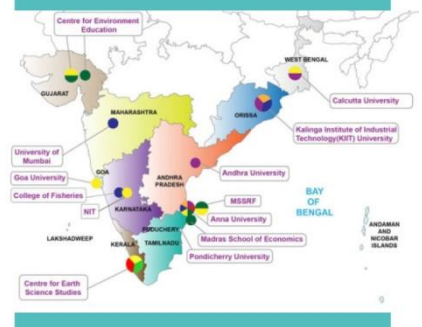 Centre for Environment
Education
GUJARAT
WEST BENGAL
Calcutta University
MAHARASHTRA
ORISSA
Kalinga Institute of Industrial
Technology(KIIT) University
University of
Mumbai
Goa University
GOA
College of Fisheries
NIT
ANDHRA
PRADESH
Andhra University
KARNATAKA
MSSRF
Anna University
Madras School of Economics
Pondicherry University
BAY
OF
BENGAL
ANDAMAN
AND
NICOBAR
ISLANDS
LAKSHADWEEP
KERALA
PUDUCHERY
TAMILNADU
Centre for Earth
Science Studies
9